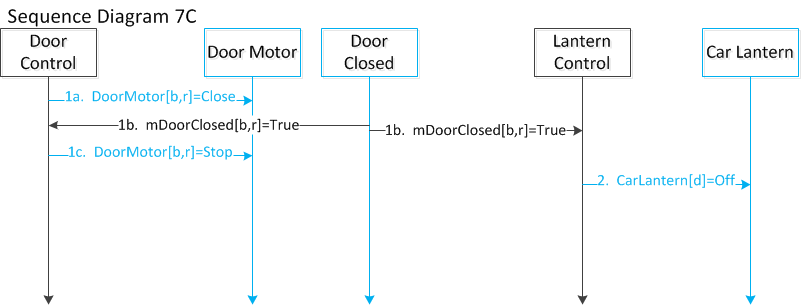 Sequence Diagram 7C
Door
Control
Door Motor
Door
Closed
Lantern
Control
Car Lantern
1a.  DoorMotor[b,r]=Close
1b.  mDoorClosed[b,r]=True
1b.  mDoorClosed[b,r]=True
1c.  DoorMotor[b,r]=Stop
2.  CarLantern[d]=Off